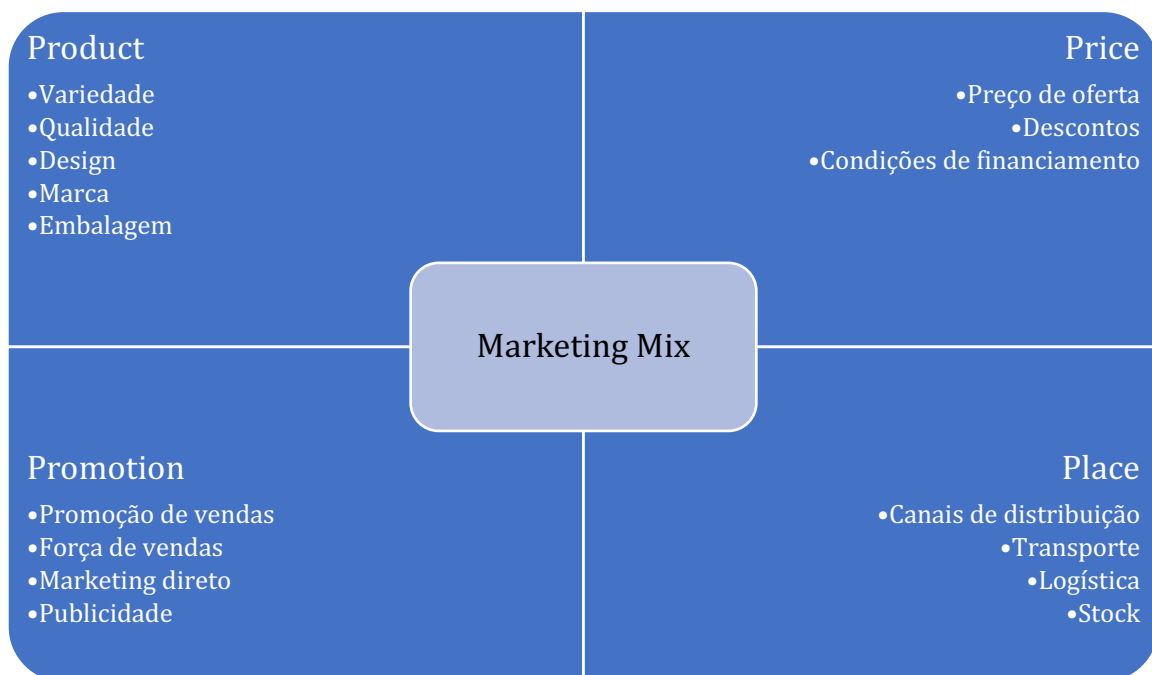 Product
•Variedade
•Qualidade
•Design
•Marca
•Embalagem
Price
•Preço de oferta
•Descontos
•Condições de financiamento
Marketing Mix
Promotion
•Promoção de vendas
•Força de vendas
•Marketing direto
•Publicidade
Place
•Canais de distribuição
•Transporte
•Logística
•Stock